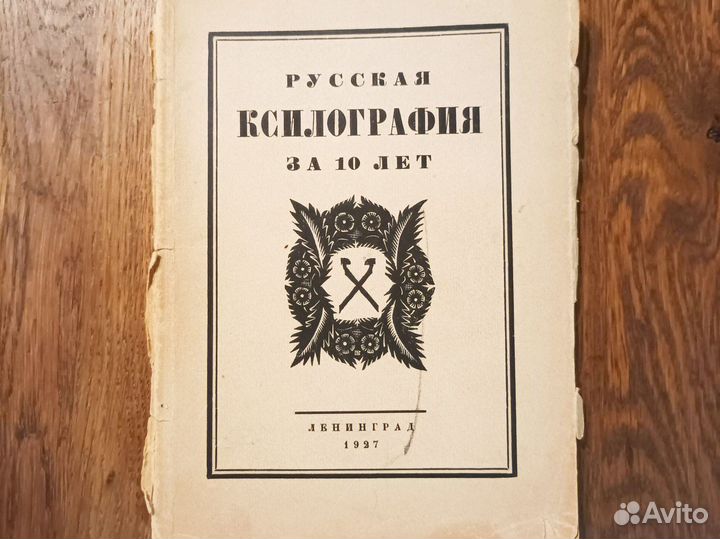 РУССКАЯ
КСИЛОГРАФИЯ
ЗА 10 ЛЕТ
ЛЕНИНГРАД
1927
Avito